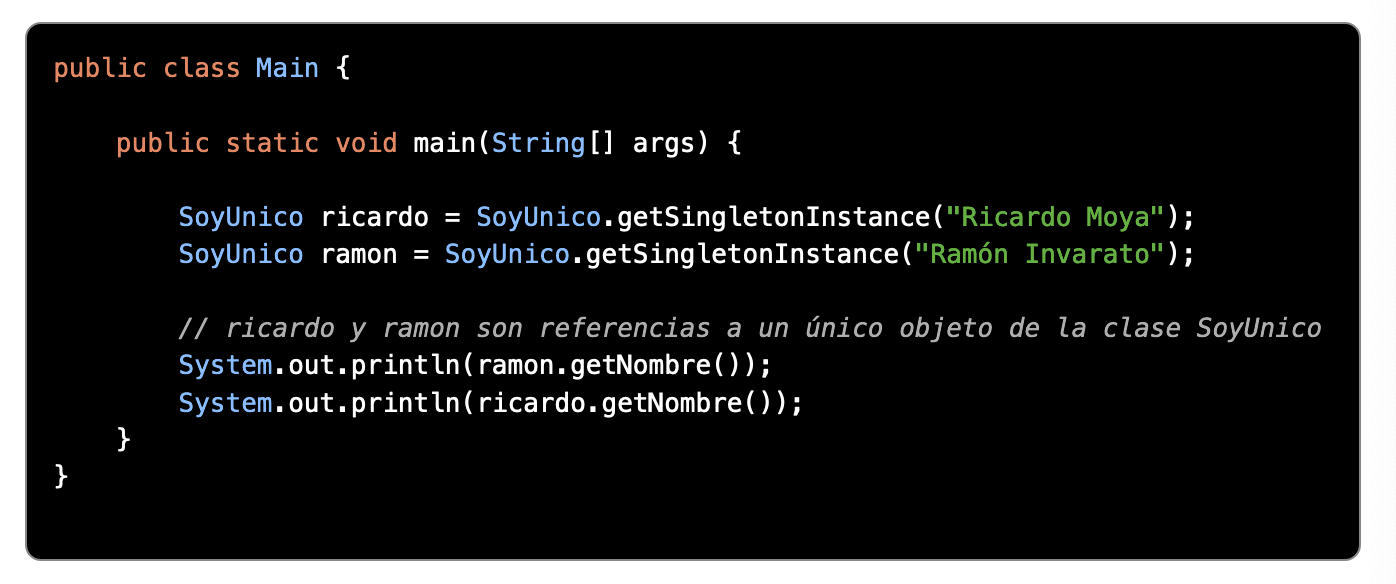 public class Main {
public static void main(String[] args) {
SoyUnico ricardo = SoyUnico.getSingletonInstance("Ricardo Moya");
SoyUnico ramon = SoyUnico.getSingletonInstance("Ramón Invarato");
// ricardo y ramon son referencias a un único objeto de la clase SoyUnico
System.out.println(ramon.getNombre());
System.out.println(ricardo.getNombre());
}
}